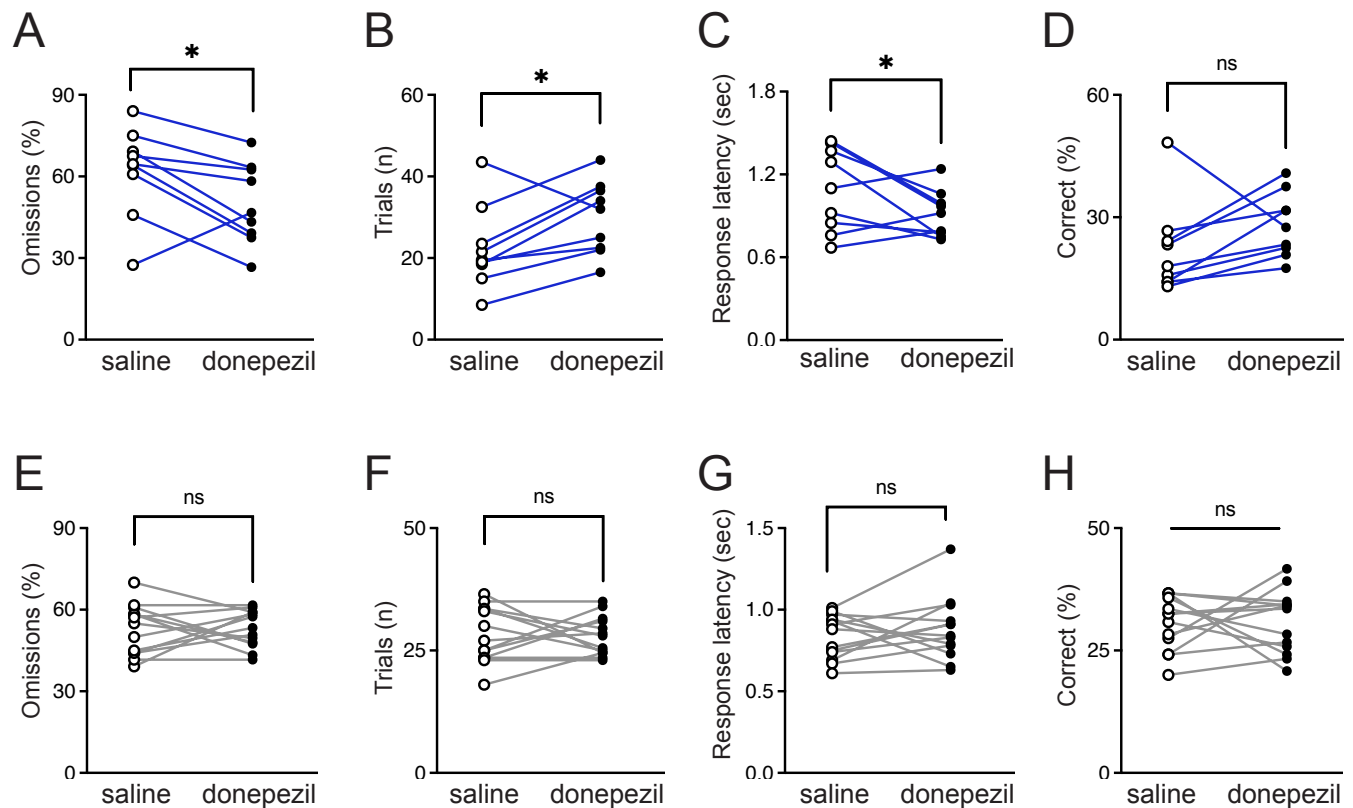 A
B
C
D
*
*
*
ns
Omissions (%)
90
60
30
0
saline donepezil
Trials (n)
60
40
20
0
saline donepezil
Response latency (sec)
1.8
1.2
0.6
0.0
saline donepezil
Correct (%)
60
30
0
saline donepezil
E
F
G
H
ns
ns
ns
ns
Omissions (%)
90
60
30
0
saline donepezil
Trials (n)
50
25
0
saline donepezil
Response latency (sec)
1.5
1.0
0.5
0.0
saline donepezil
Correct (%)
50
25
0
saline donepezil